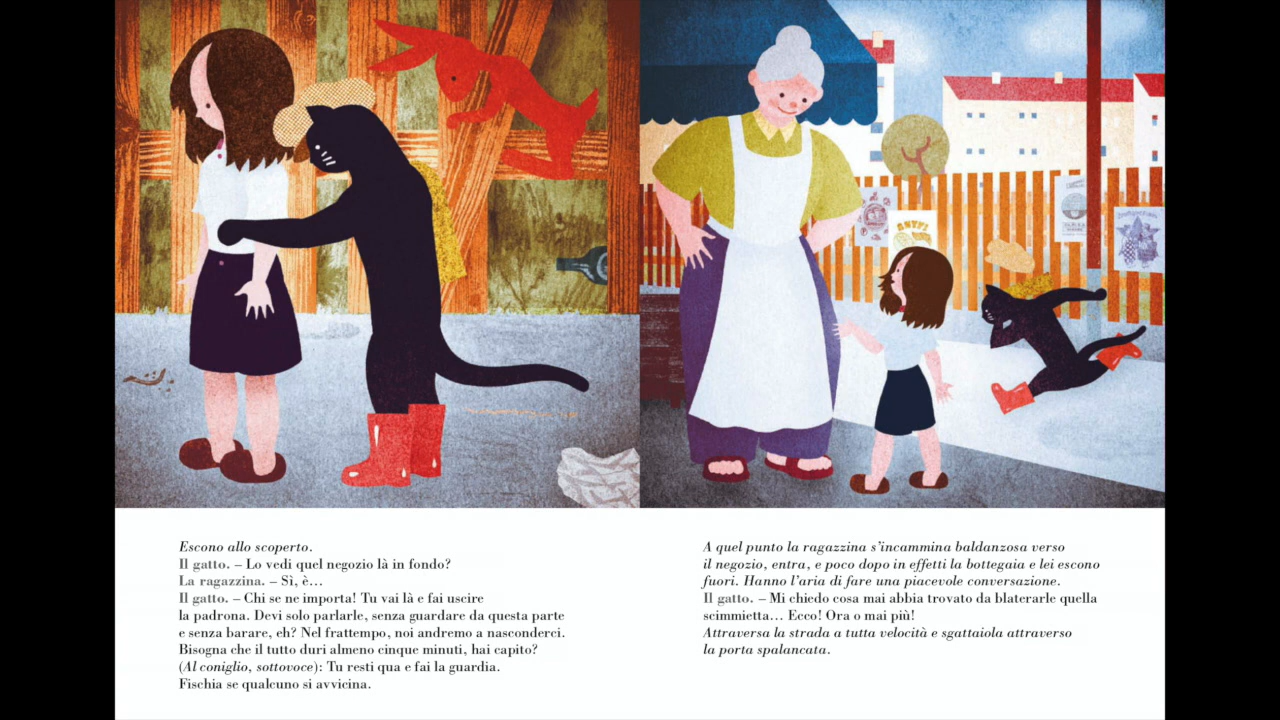 Escono allo scoperto.
Il gatto. – Lo vedi quel negozio là in fondo?
La ragazzina. – Sì, è…
Il gatto. – Chi se ne importa! Tu vai là e fai uscire
la padrona. Devi solo parlarle, senza guardare da questa parte
e senza barare, eh? Nel frattempo, noi andremo a nasconderci.
Bisogna che il tutto duri almeno cinque minuti, hai capito?
(Al coniglio, sottovoce): Tu resti qua e fai la guardia.
Fischia se qualcuno si avvicina.
A quel punto la ragazzina s’incammina baldanzosa verso
il negozio, entra, e poco dopo in effetti la bottegaia e lei escono
fuori. Hanno l’aria di fare una piacevole conversazione.
Il gatto. – Mi chiedo cosa mai abbia trovato da blaterarle quella
scimmietta… Ecco! Ora o mai più!
Attraversa la strada a tutta velocità e sgattaiola attraverso
la porta spalancata.